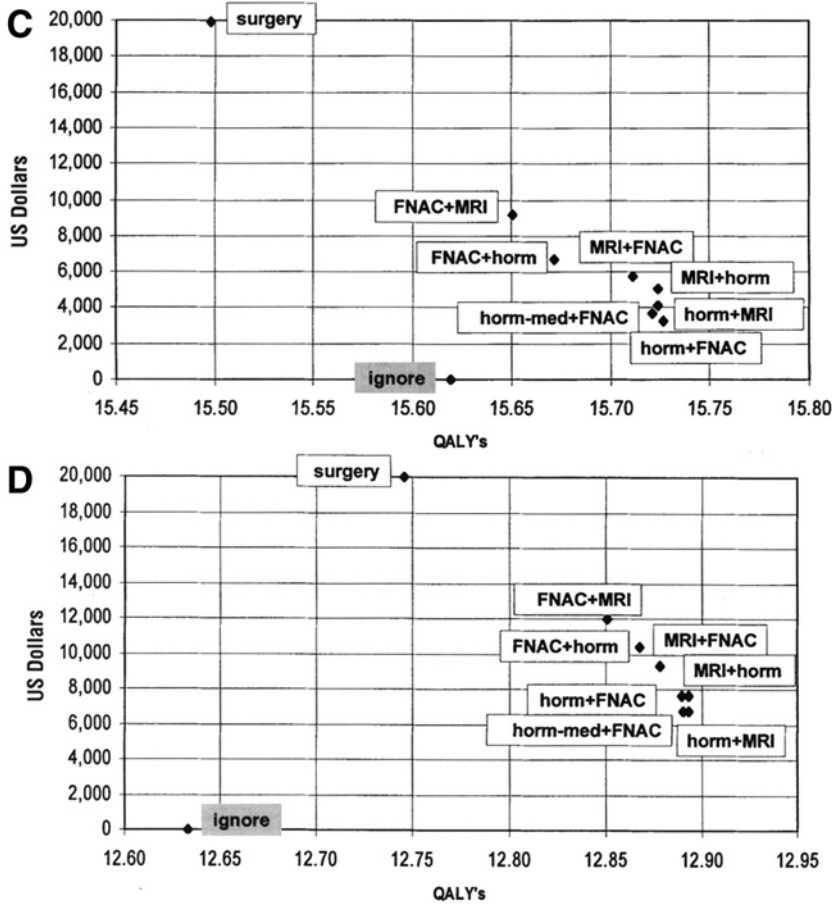 C
20,000
surgery
18,000
16,000
14,000
12,000
US Dollars
10,000
FNAC+MRI
8,000
FNAC+horm
MRI+FNAC
6,000
MRI+horm
4,000
horm-med+FNAC
horm+MRI
2,000
horm+FNAC
0
ignore
15.45 15.50 15.55 15.60 15.65 15.70 15.75 15.80
QALY's
D
20,000
surgery
18,000
16,000
14,000
12,000
FNAC+MRI
US Dollars
10,000
FNAC+horm
MRI+FNAC
8,000
MRI+horm
horm+FNAC
6,000
horm-med+FNAC
horm+MRI
4,000
2,000
0
ignore
12.60 12.65 12.70 12.75 12.80 12.85 12.90 12.95
QALY's